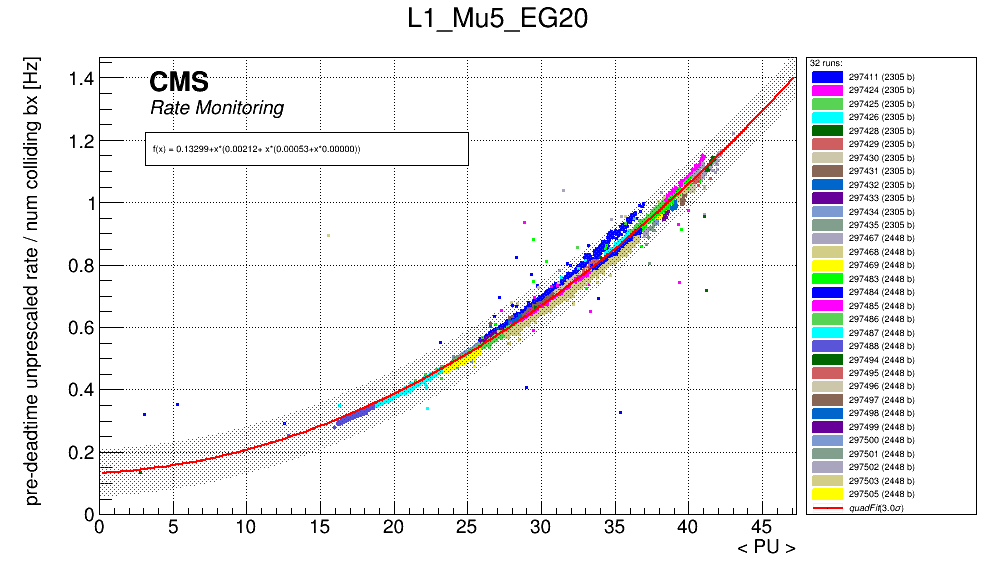 L1_Mu5_EG20
pre-deadtime unprescaled rate / num colliding bx [Hz]
1.4
1.2
1
0.8
0.6
0.4
0.2
0
CMS
Rate Monitoring
f(x) = 0.13299+x*(0.00212+ x*(0.00053+x*0.00000))
0 5 10 15 20 25 30 35 40 45
< PU >
32 runs:
297411 (2305 b)
297424 (2305 b)
297425 (2305 b)
297426 (2305 b)
297428 (2305 b)
297429 (2305 b)
297430 (2305 b)
297431 (2305 b)
297432 (2305 b)
297433 (2305 b)
297434 (2305 b)
297435 (2305 b)
297467 (2448 b)
297468 (2448 b)
297469 (2448 b)
297483 (2448 b)
297484 (2448 b)
297485 (2448 b)
297486 (2448 b)
297487 (2448 b)
297488 (2448 b)
297494 (2448 b)
297495 (2448 b)
297496 (2448 b)
297497 (2448 b)
297498 (2448 b)
297499 (2448 b)
297500 (2448 b)
297501 (2448 b)
297502 (2448 b)
297503 (2448 b)
297505 (2448 b)
quadFit(3.0σ)